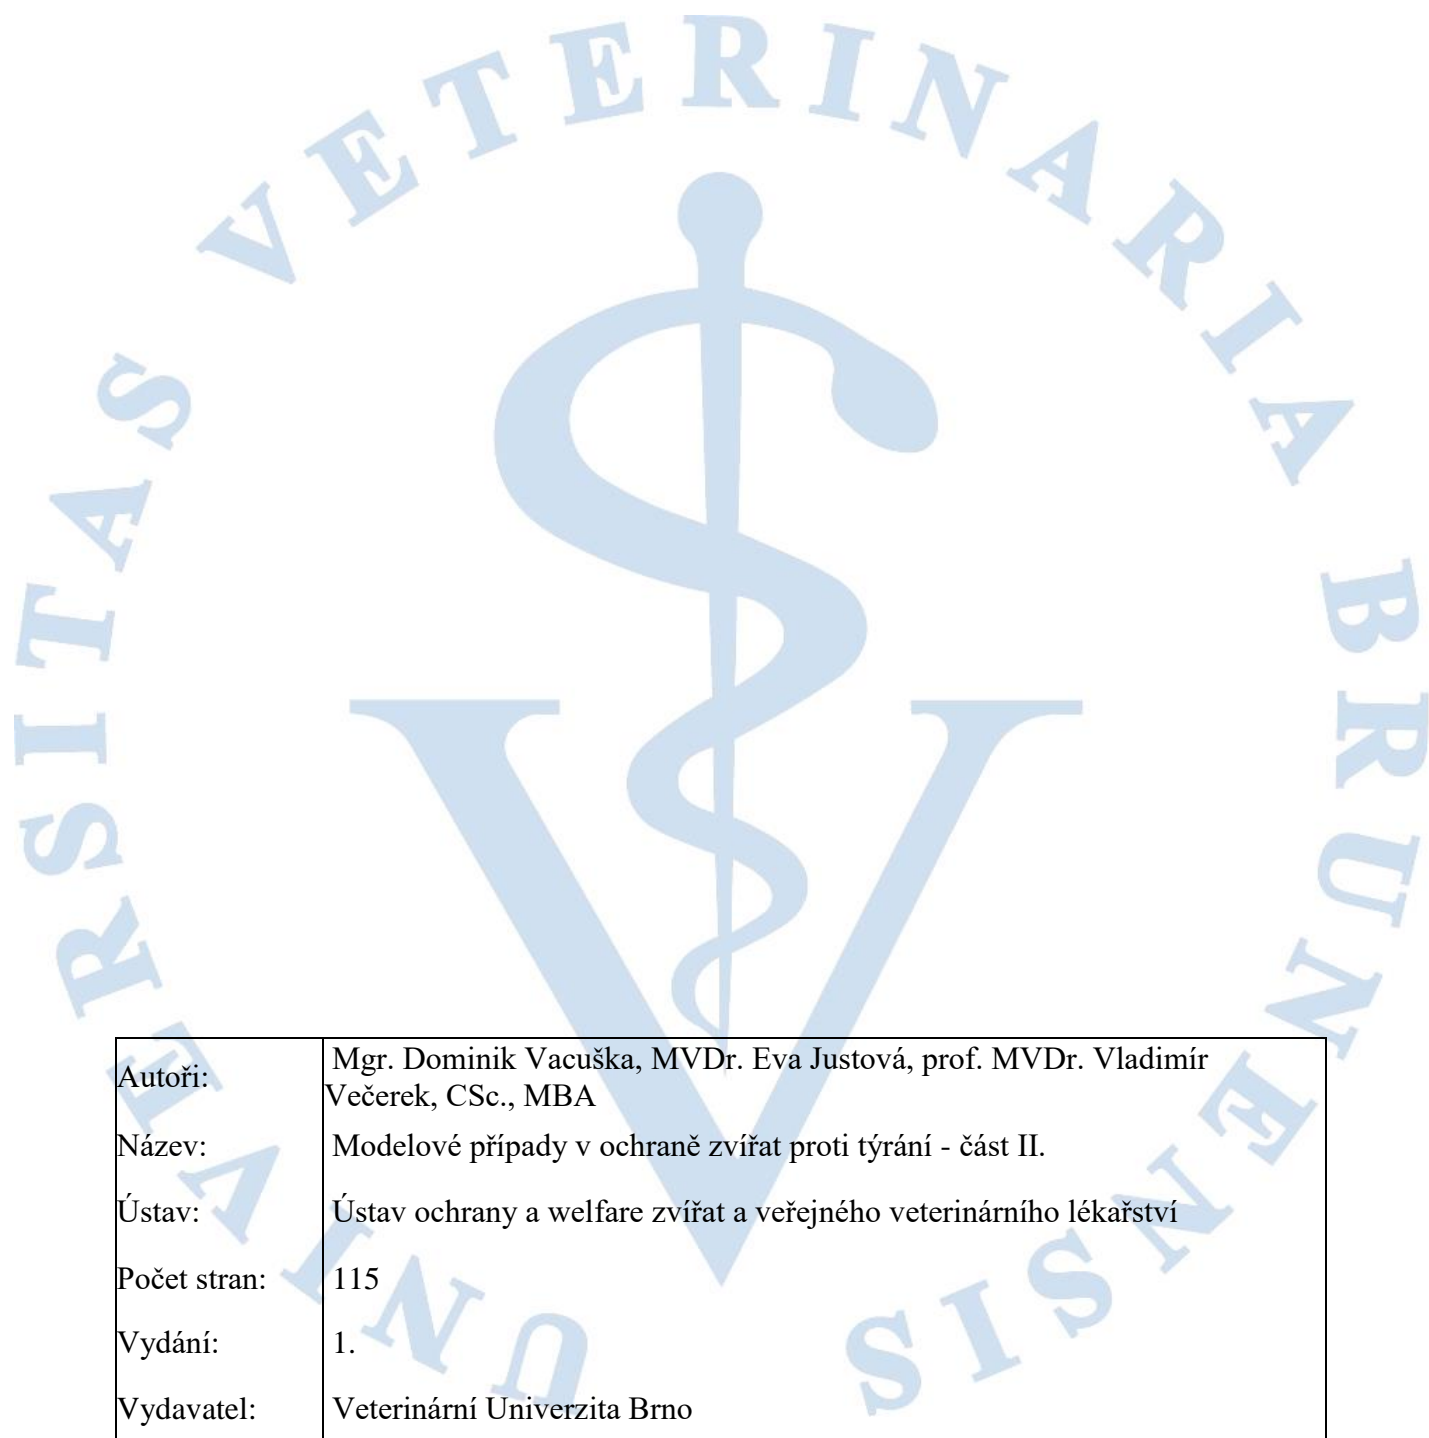 UNIVERSITAS VETERINARIA BRUNENSIS
Autoři:
Mgr. Dominik Vacuška, MVDr. Eva Justová, prof. MVDr. Vladimír
Večerek, CSc., MBA
Název:
Modelové případy v ochraně zvířat proti týrání - část II.
Ústav:
Ústav ochrany a welfare zvířat a veřejného veterinárního lékařství
Počet stran:
115
Vydání:
1.
Vydavatel:
Veterinární Univerzita Brno